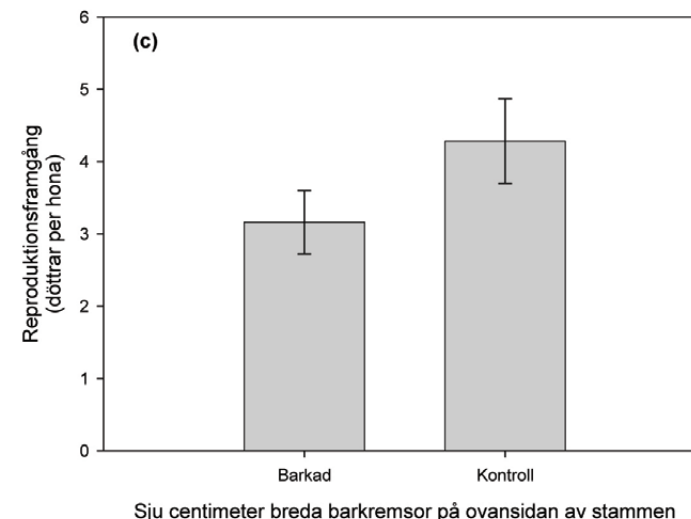 (c)
6
5
4
3
2
1
0
Reproduktionsframgång
(döttrar per hona)
Barkad
Kontroll
Sju centimeter breda barkremsor på ovansidan av stammen